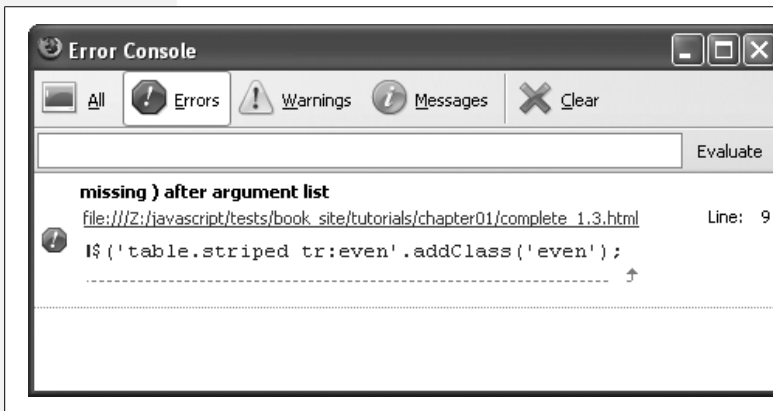 Error Console
All Errors Warnings Messages Clear
Evaluate
missing ) after argument list
file:///Z:/javascript/tests/book_site/tutorials/chapter01/complete_1.3.html Line: 9
$('table.striped tr:even'.addClass('even');